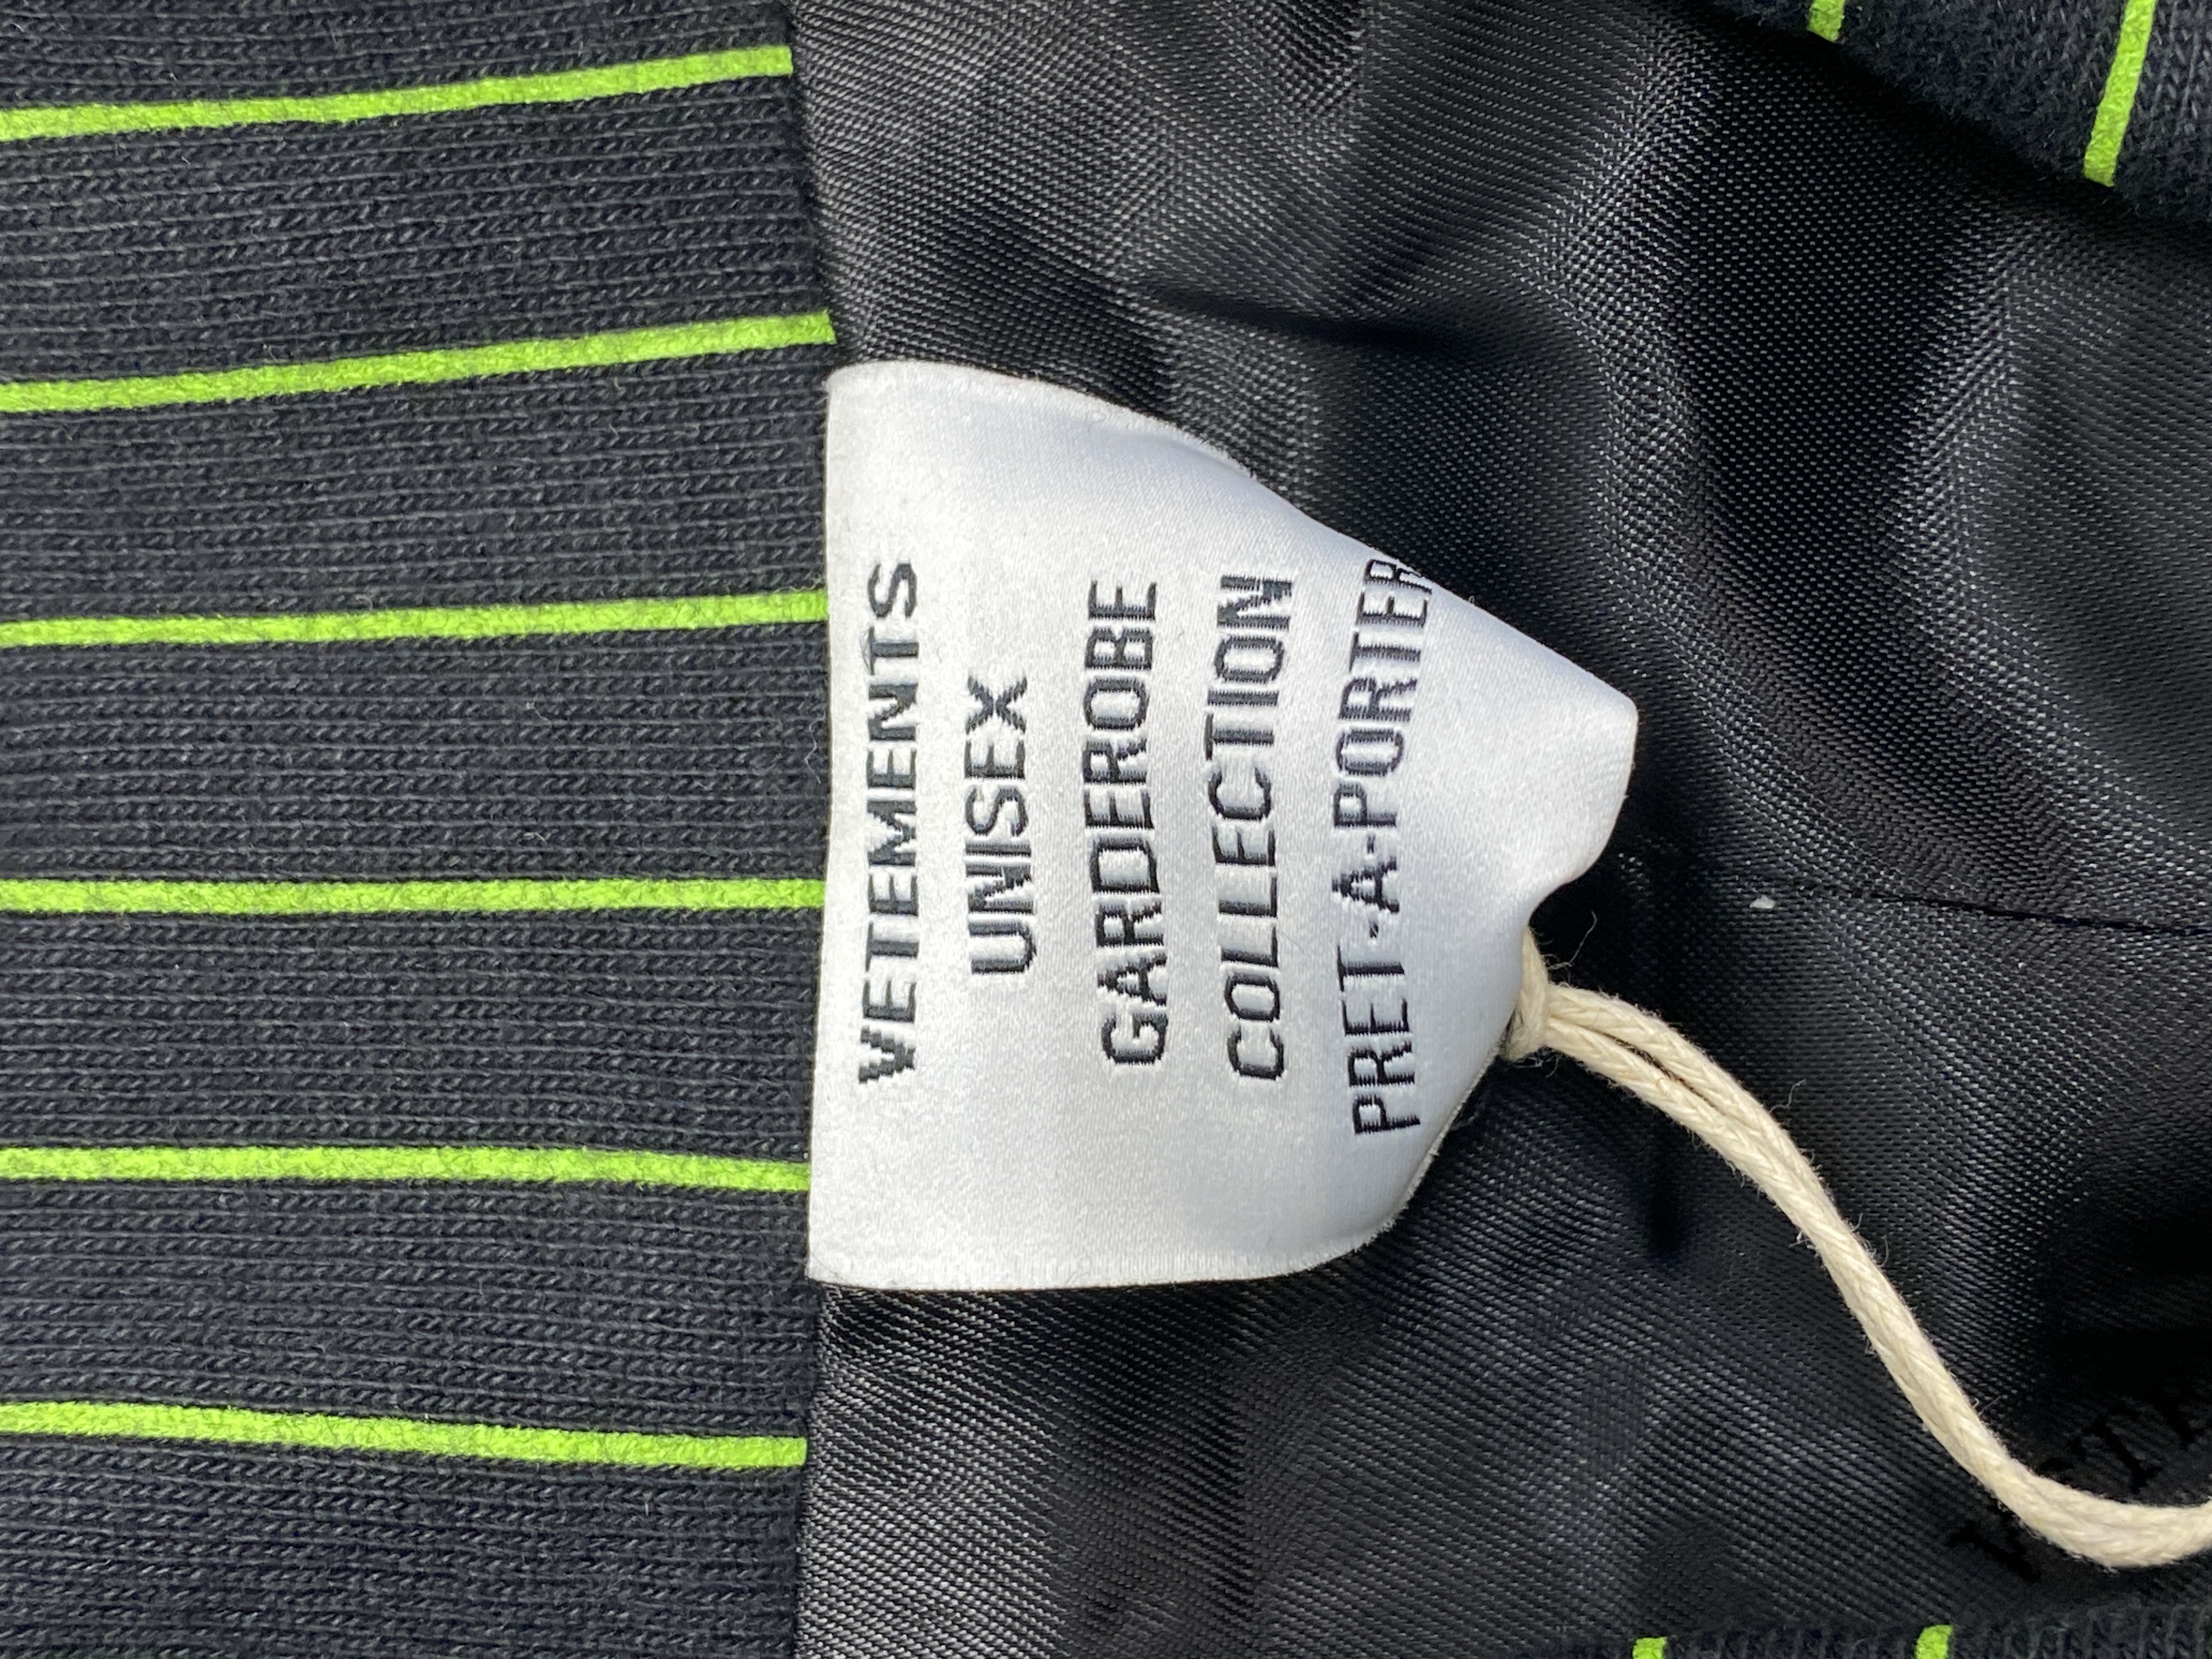 VETEMENTS
UNISEX
GARDEROBE
COLLECTION
PRET-A-PORTER